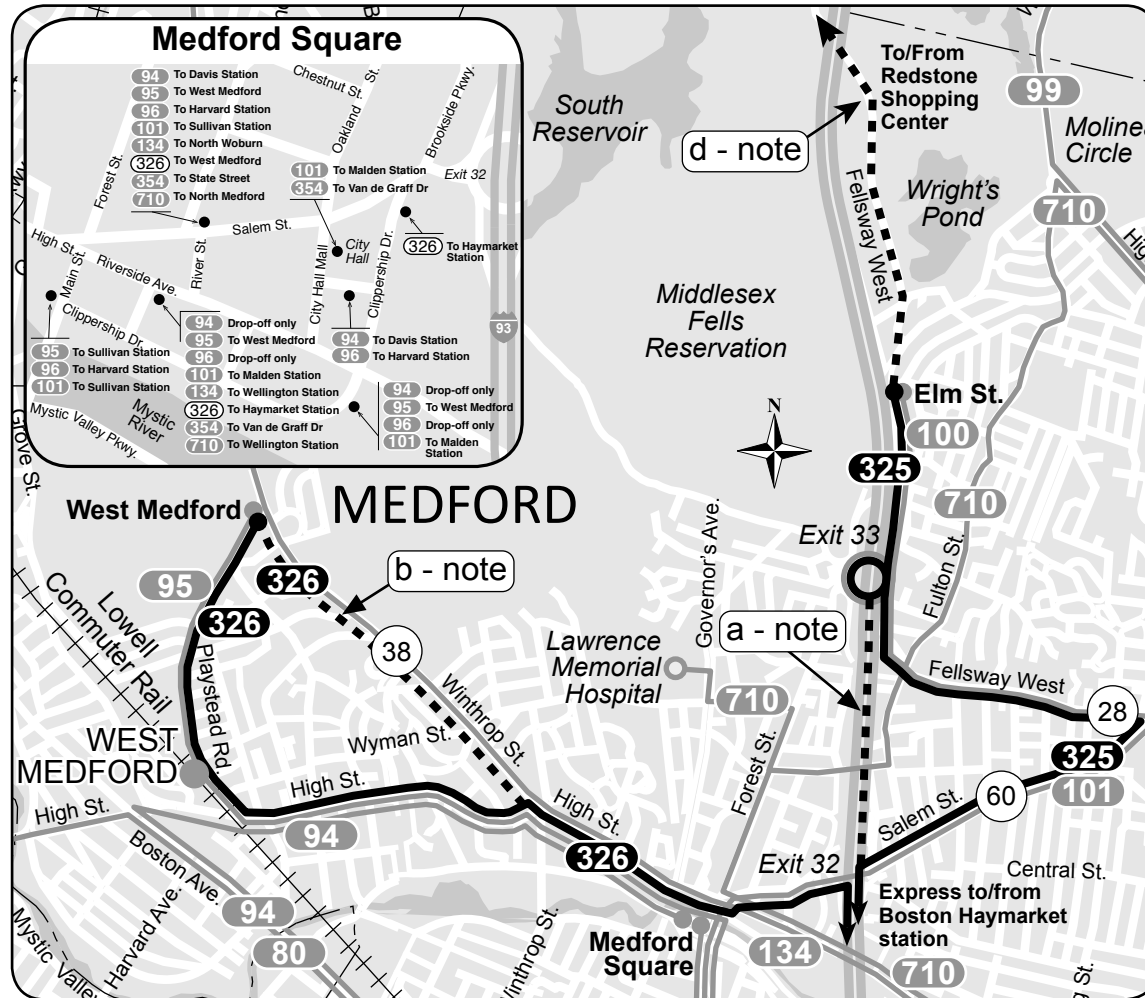 Medford Square
94 To Davis Station
95 To West Medford
96 To Harvard Station
101 To Sullivan Station
134 To North Woburn
326 To West Medford
354 To State Street
710 To North Medford
Chestnut St.
Oakland St.
Brookside Pkwy.
Exit 32
101 To Malden Station
354 To Van de Graff Dr
Forest St.
Salem St.
River St.
City Hall
City Hall Mall
Clippership Dr.
326 To Haymarket
Station
High St.
Riverside Ave.
Main St.
Clippership Dr.
93
95 To Sullivan Station
96 To Harvard Station
101 To Sullivan Station
94 Drop-off only
95 To West Medford
96 Drop-off only
101 To Malden Station
134 To Wellington Station
326 To Haymarket Station
354 To Van de Graff Dr
710 To Wellington Station
94 To Davis Station
96 To Harvard Station
94 Drop-off only
95 To West Medford
96 Drop-off only
101 To Malden
Station
Mystic
River
Mystic Valley Pkwy.
Grove St.
South
Reservoir
d - note
To/From
Redstone
Shopping
Center
99
Wright's
Pond
710
Fellsway West
Middlesex
Fells
Reservation
N
Elm St.
100
325
710
Exit 33
Fulton St.
Governor's Ave.
a - note
MEDFORD
West Medford
326
b - note
95
326
Lowell
Commuter Rail
Playstead Rd.
38
Winthrop St.
Wyman St.
WEST
MEDFORD
Lawrence
Memorial
Hospital
710
Forest St.
Fellsway West
28
325
101
60
Salem St.
High St.
High St.
High St.
94
326
Exit 32
Central St.
Express to/from
Boston Haymarket
station
Boston Ave.
Harvard Ave.
94
80
Winthrop St.
Medford
Square
134
710